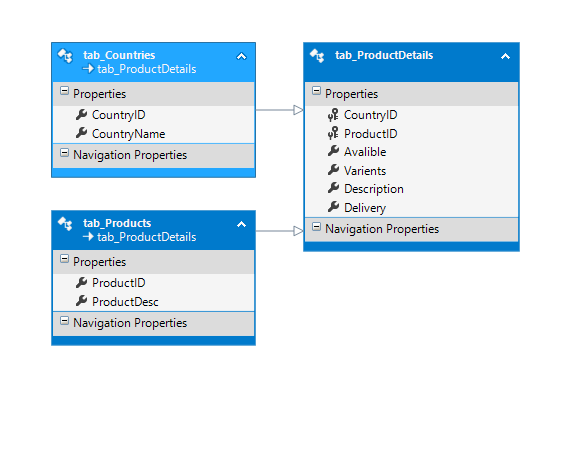 tab_Countries
tab_ProductDetails
Properties
CountryID
CountryName
Navigation Properties
tab_ProductDetails
Properties
CountryID
ProductID
Avalible
Varients
Description
Delivery
Navigation Properties
tab_Products
tab_ProductDetails
Properties
ProductID
ProductDesc
Navigation Properties